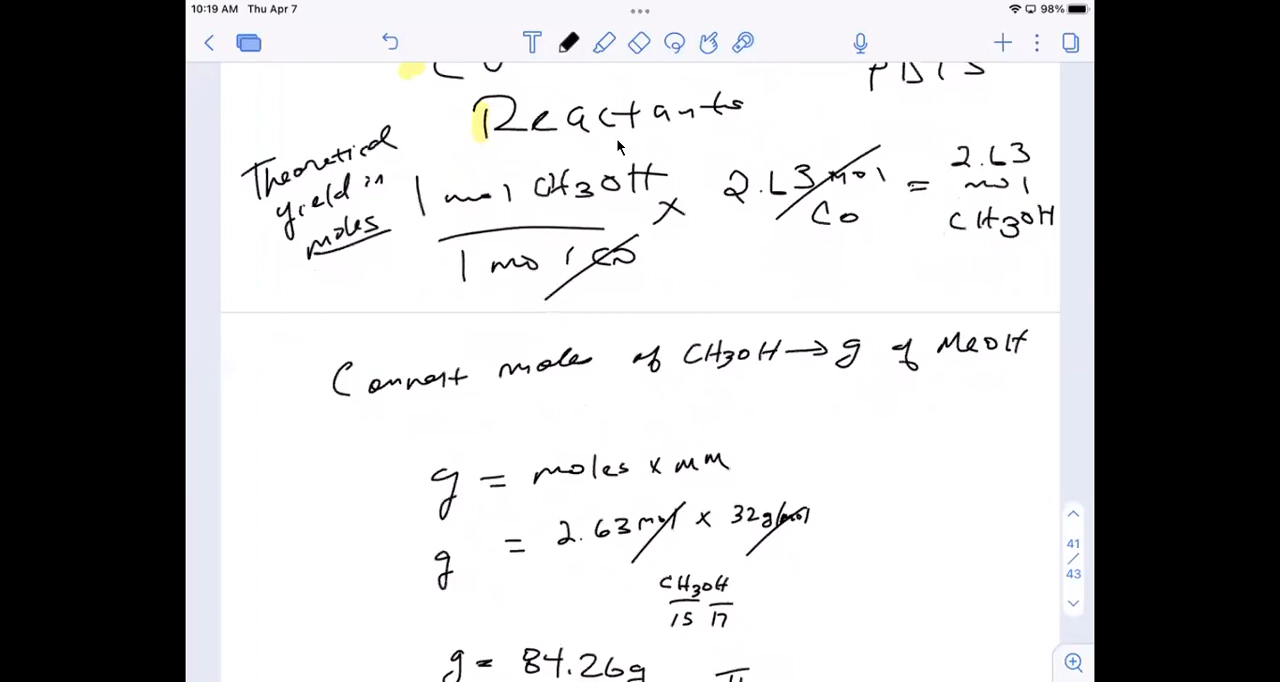 10:19 AM Thu Apr 7
98%
Reactants
Theoretical
yield in
moles
1 mol CH3OH
1 mol CO
x
2.63 mol
CO
=
2.63
mol
CH3OH
Convert moles of CH3OH → g of MeOH
g = moles x MM
g = 2.63 mol x 32g/mol
CH3OH
15 17
g = 84.26g
41
/
43